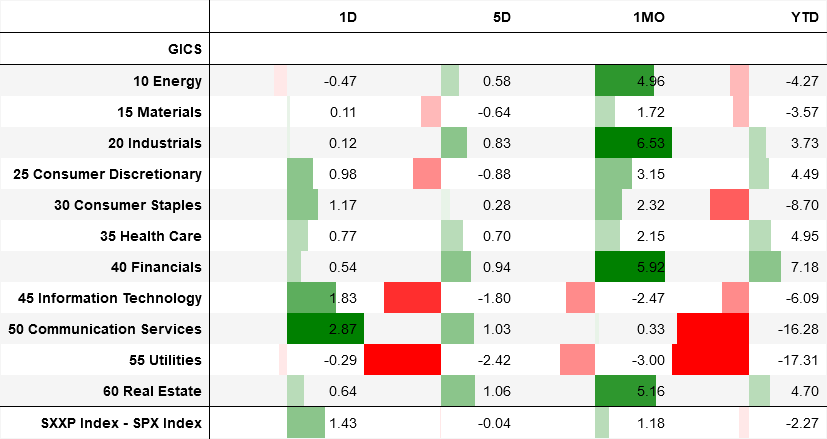 1D 5D 1MO YTD
GICS
10 Energy -0.47 0.58 4.96 -4.27
15 Materials 0.11 -0.64 1.72 -3.57
20 Industrials 0.12 0.83 6.53 3.73
25 Consumer Discretionary 0.98 -0.88 3.15 4.49
30 Consumer Staples 1.17 0.28 2.32 -8.70
35 Health Care 0.77 0.70 2.15 4.95
40 Financials 0.54 0.94 5.92 7.18
45 Information Technology 1.83 -1.80 -2.47 -6.09
50 Communication Services 2.87 1.03 0.33 -16.28
55 Utilities -0.29 -2.42 -3.00 -17.31
60 Real Estate 0.64 1.06 5.16 4.70
SXXP Index - SPX Index 1.43 -0.04 1.18 -2.27